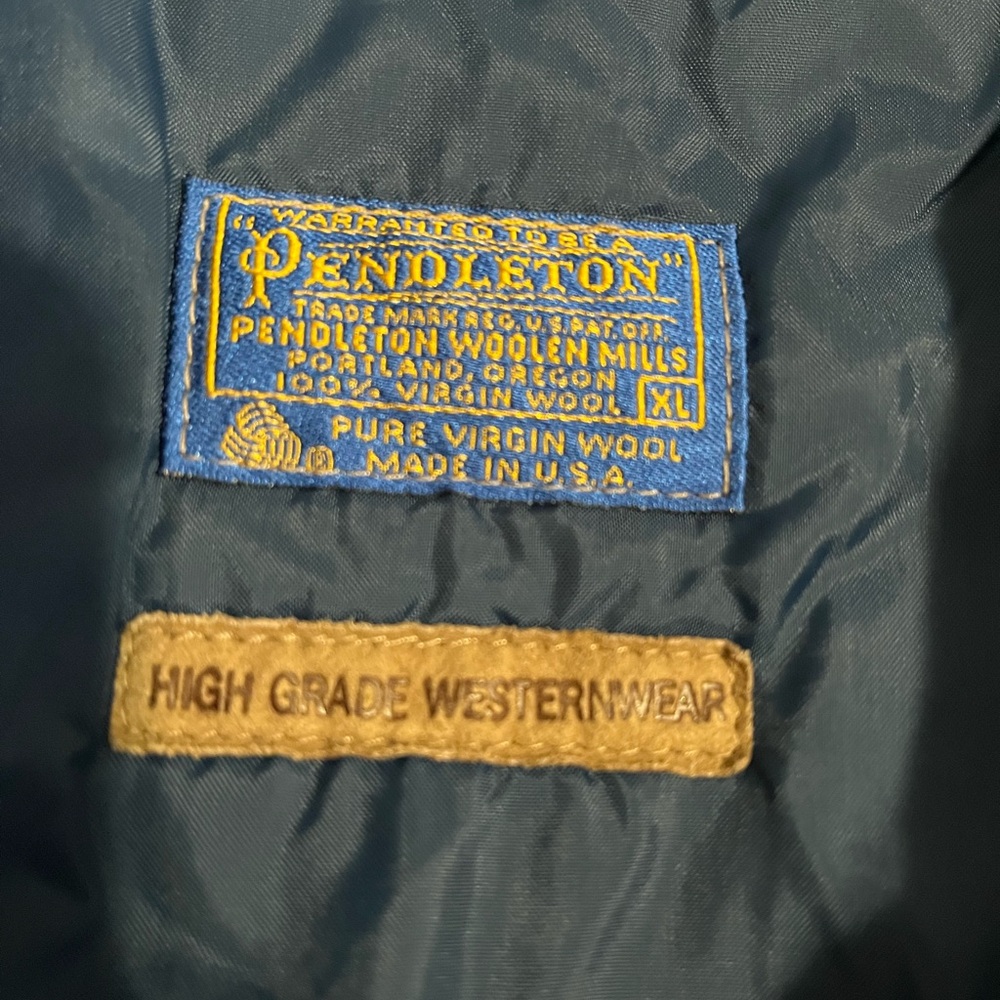 "WARRANTED TO BE A
PENDLETON"
TRADE MARK REG. U.S. PAT. OFF.
PENDLETON WOOLEN MILLS
PORTLAND, OREGON
100% VIRGIN WOOL XL
PURE VIRGIN WOOL
MADE IN U.S.A.
HIGH GRADE WESTERNWEAR